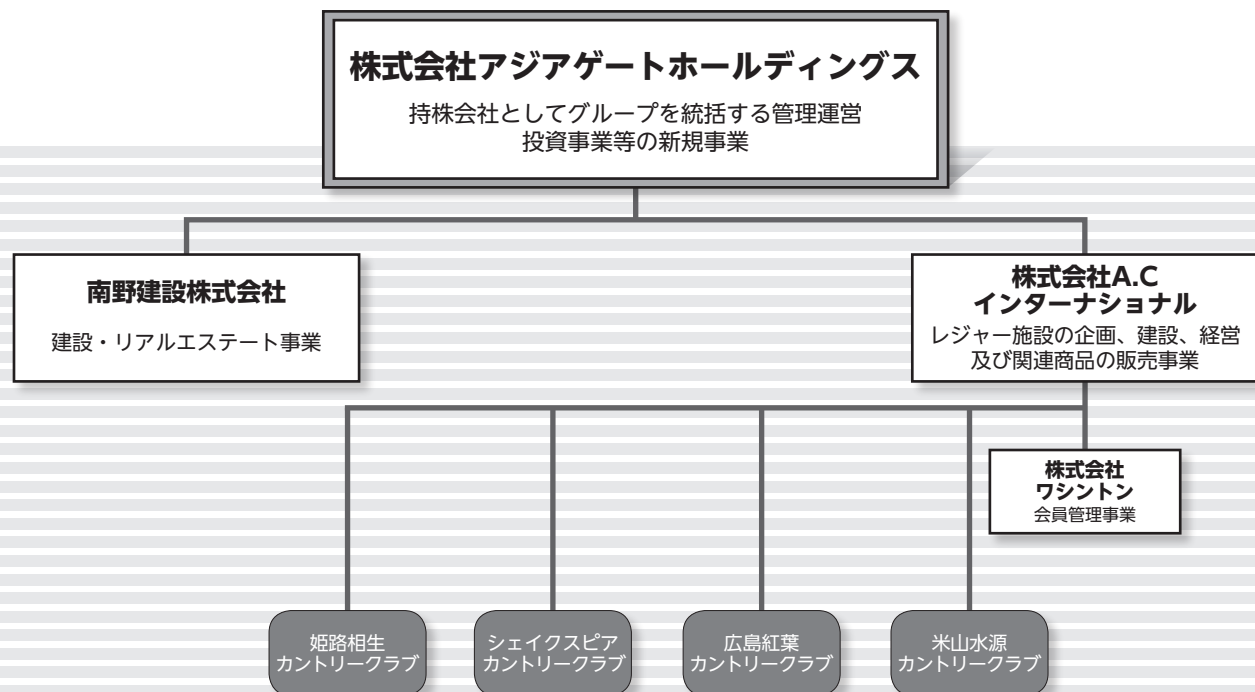 株式会社アジアゲートホールディングス
持株会社としてグループを統括する管理運営
投資事業等の新規事業
南野建設株式会社
建設・リアルエステート事業
株式会社A.C
インターナショナル
レジャー施設の企画、建設、経営
及び関連商品の販売事業
株式会社
ワシントン
会員管理事業
姫路相生
カントリークラブ
シェイクスピア
カントリークラブ
広島紅葉
カントリークラブ
米山水源
カントリークラブ